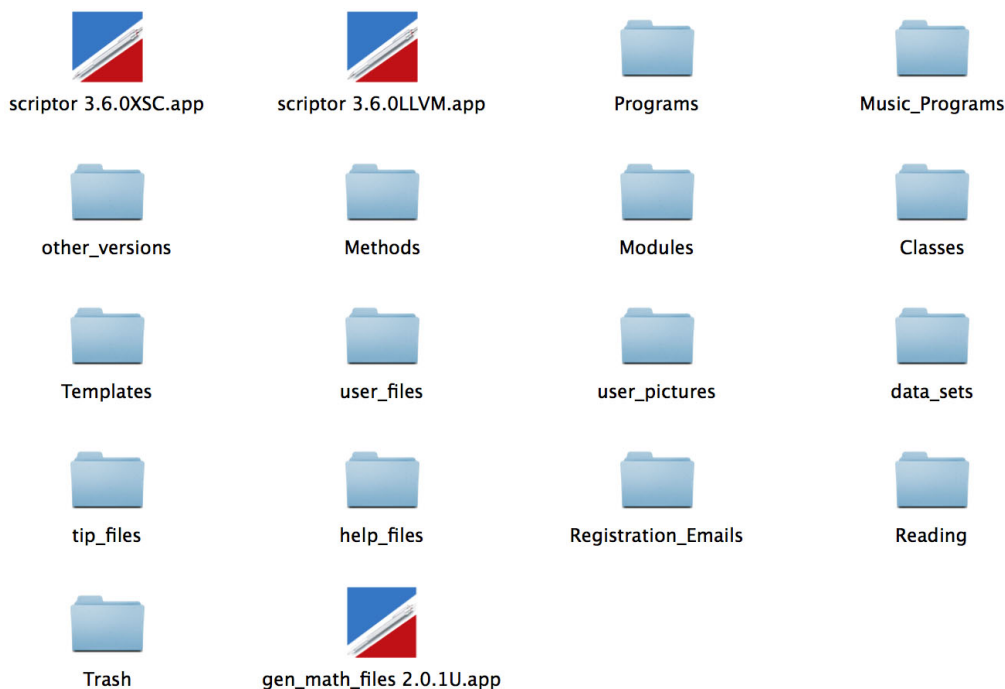 scriptor 3.6.0XSC.app
scriptor 3.6.0LLVM.app
Programs
Music_Programs
other_versions
Methods
Modules
Classes
Templates
user_files
user_pictures
data_sets
tip_files
help_files
Registration_Emails
Reading
Trash
gen_math_files 2.0.1U.app